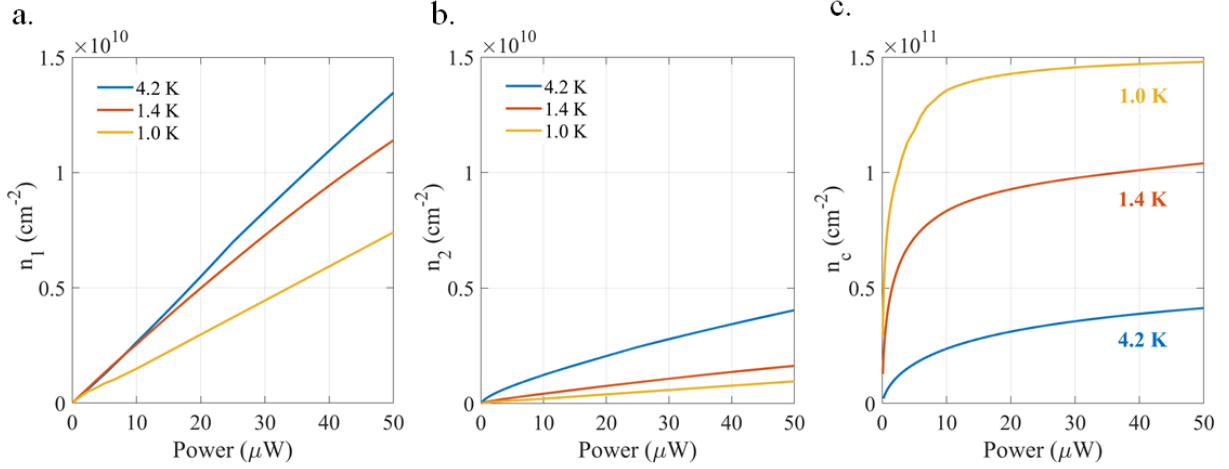 a.
×10^10
1.5
1
0.5
0
n_1 (cm^-2)
4.2 K
1.4 K
1.0 K
0 10 20 30 40 50
Power (μW)
b.
×10^10
1.5
1
0.5
0
n_2 (cm^-2)
4.2 K
1.4 K
1.0 K
0 10 20 30 40 50
Power (μW)
c.
×10^11
1.5
1
0.5
0
n_c (cm^-2)
1.0 K
1.4 K
4.2 K
0 10 20 30 40 50
Power (μW)